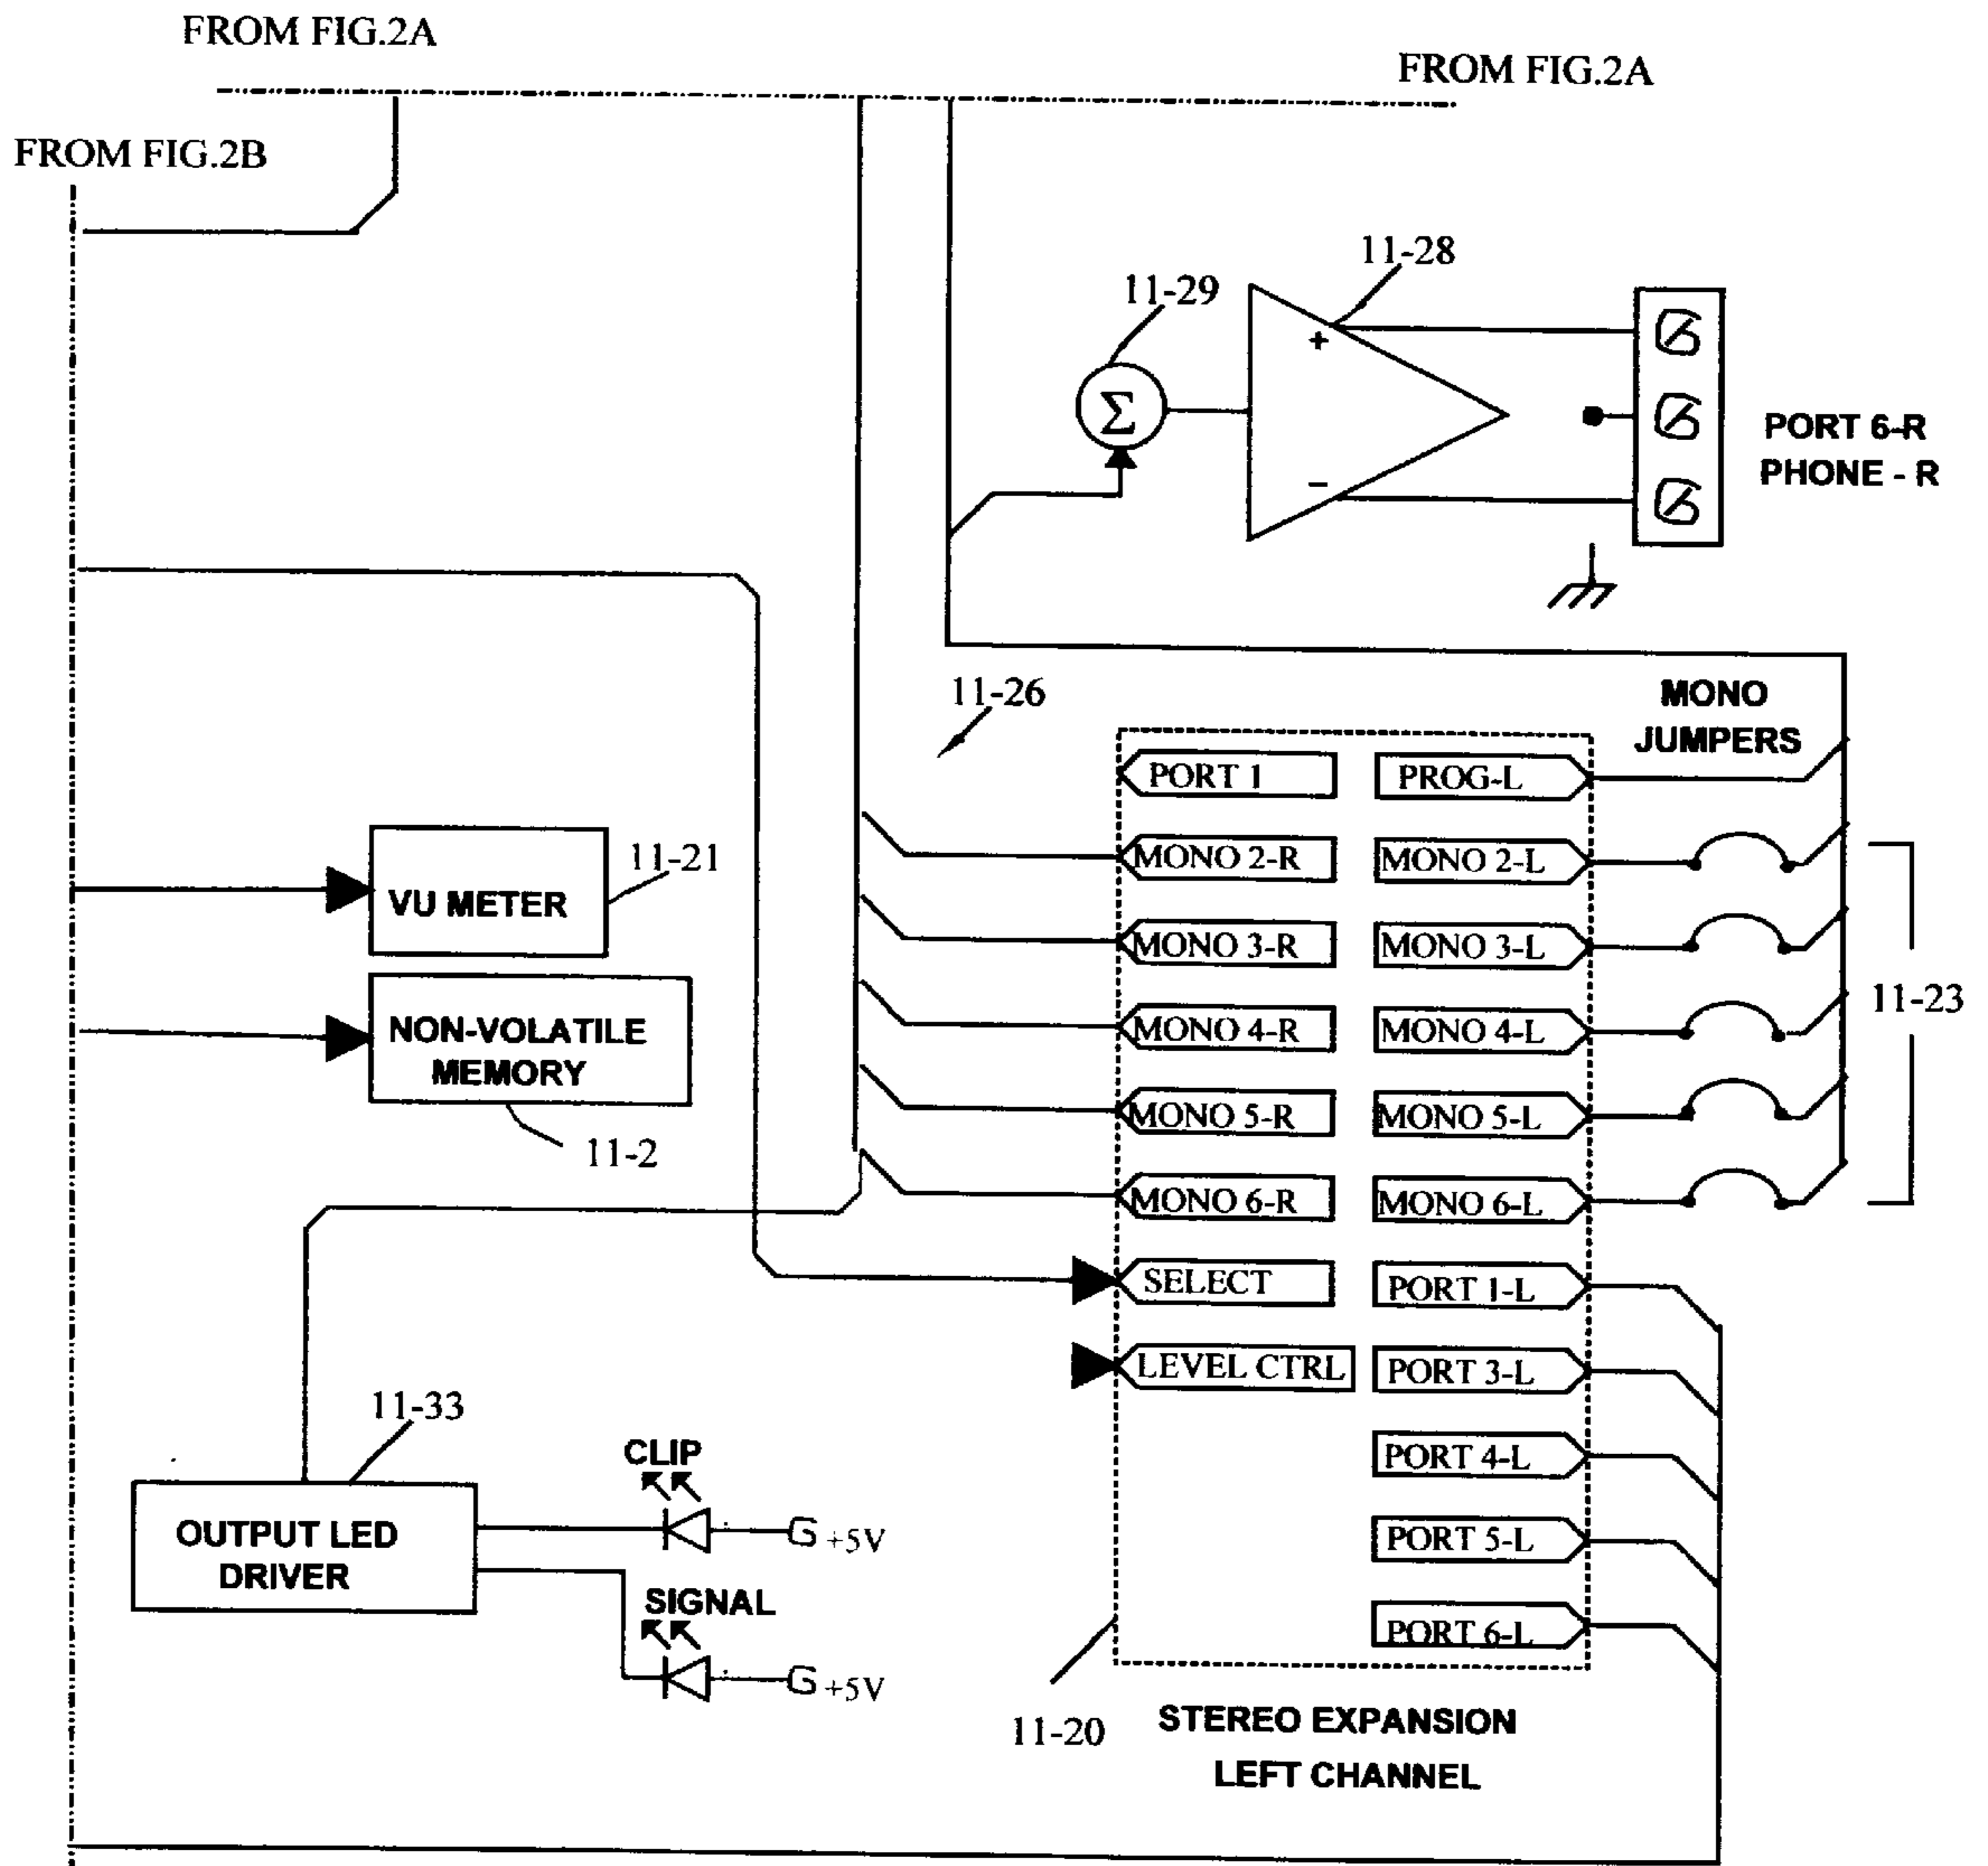 FROM FIG.2A
FROM FIG.2A
FROM FIG.2B
11-28
11-29
Σ
+
−
PORT 6-R
PHONE - R
11-26
MONO
JUMPERS
PORT 1
PROG-L
MONO 2-R
MONO 2-L
MONO 3-R
MONO 3-L
MONO 4-R
MONO 4-L
MONO 5-R
MONO 5-L
MONO 6-R
MONO 6-L
SELECT
PORT 1-L
LEVEL CTRL
PORT 3-L
PORT 4-L
PORT 5-L
PORT 6-L
11-23
VU METER
11-21
NON-VOLATILE
MEMORY
11-2
11-33
OUTPUT LED
DRIVER
CLIP
+5V
SIGNAL
+5V
11-20
STEREO EXPANSION
LEFT CHANNEL